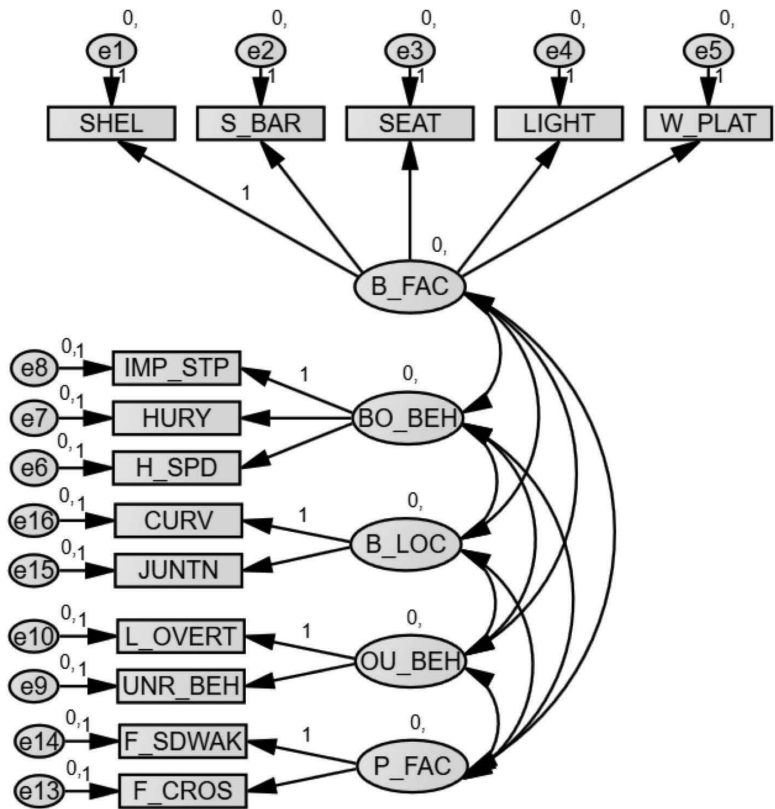 0, 0, 0, 0, 0,
e1 e2 e3 e4 e5
1 1 1 1 1
SHEL S_BAR SEAT LIGHT W_PLAT
1
0,
B_FAC
0,1
e8 IMP_STP 1 0,
0,1
e7 HURY BO_BEH
0,1
e6 H_SPD
0,1
e16 CURV 1 0,
B_LOC
0,1
e15 JUNTN
0,1
e10 L_OVERT 1 0,
OU_BEH
0,1
e9 UNR_BEH
0,1
e14 F_SDWAK 1 0,
P_FAC
0,1
e13 F_CROS